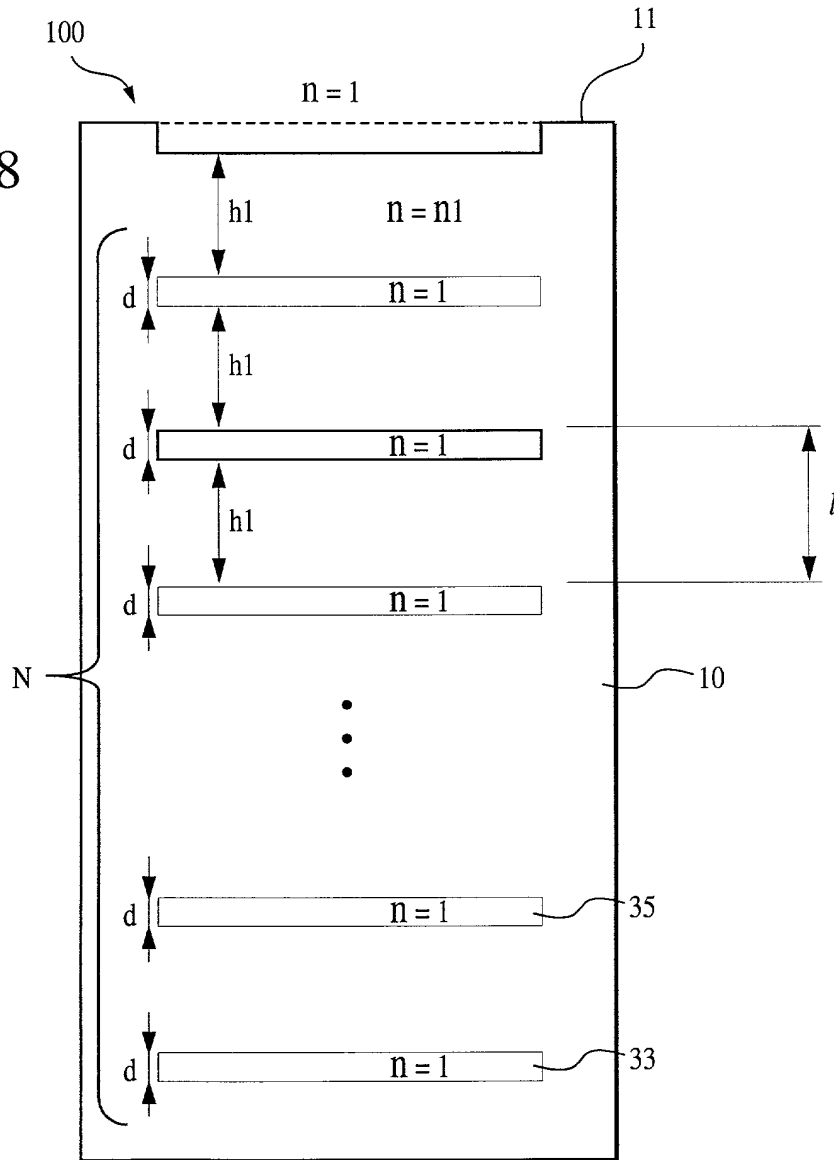 100
11
n = 1
8
h1
n = n1
d
n = 1
h1
d
n = 1
h1
l
d
n = 1
N
10
d
n = 1
35
d
n = 1
33